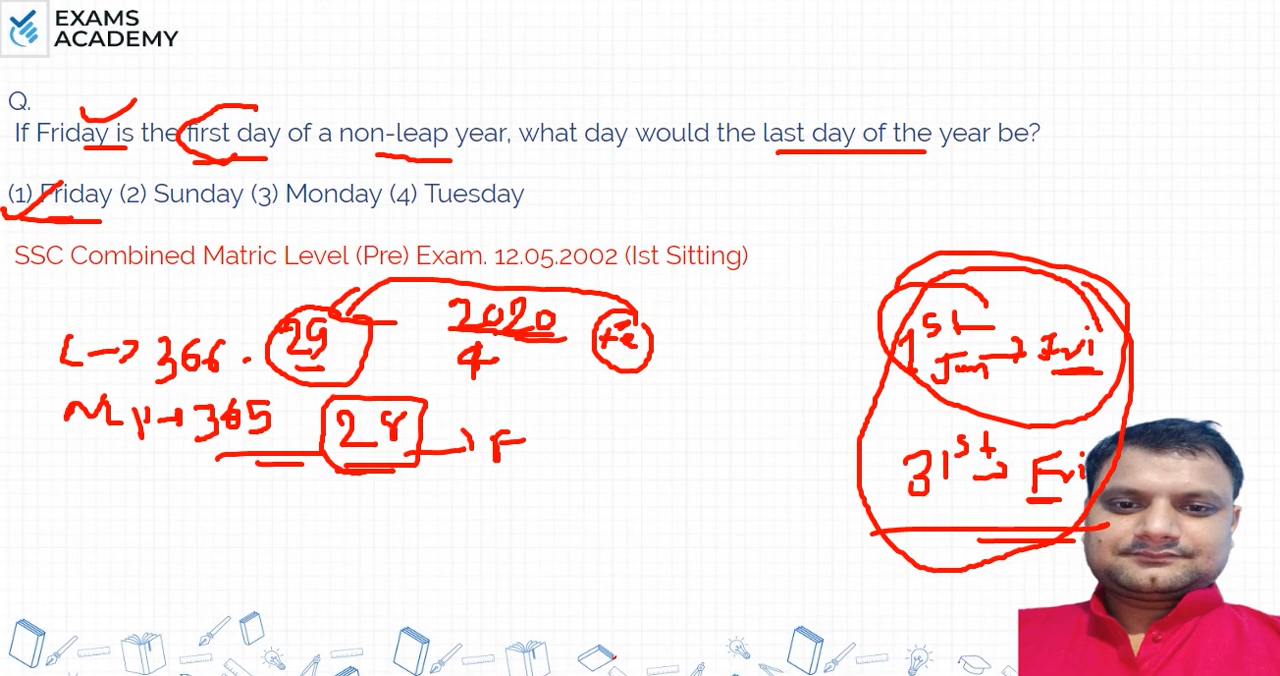 EXAMS
ACADEMY
Q.
If Friday is the first day of a non-leap year, what day would the last day of the year be?
(1) Friday (2) Sunday (3) Monday (4) Tuesday
SSC Combined Matric Level (Pre) Exam. 12.05.2002 (Ist Sitting)
L → 366 . 29
2020
4
365 28 → F
1st Jan → Fri
31st → Fri